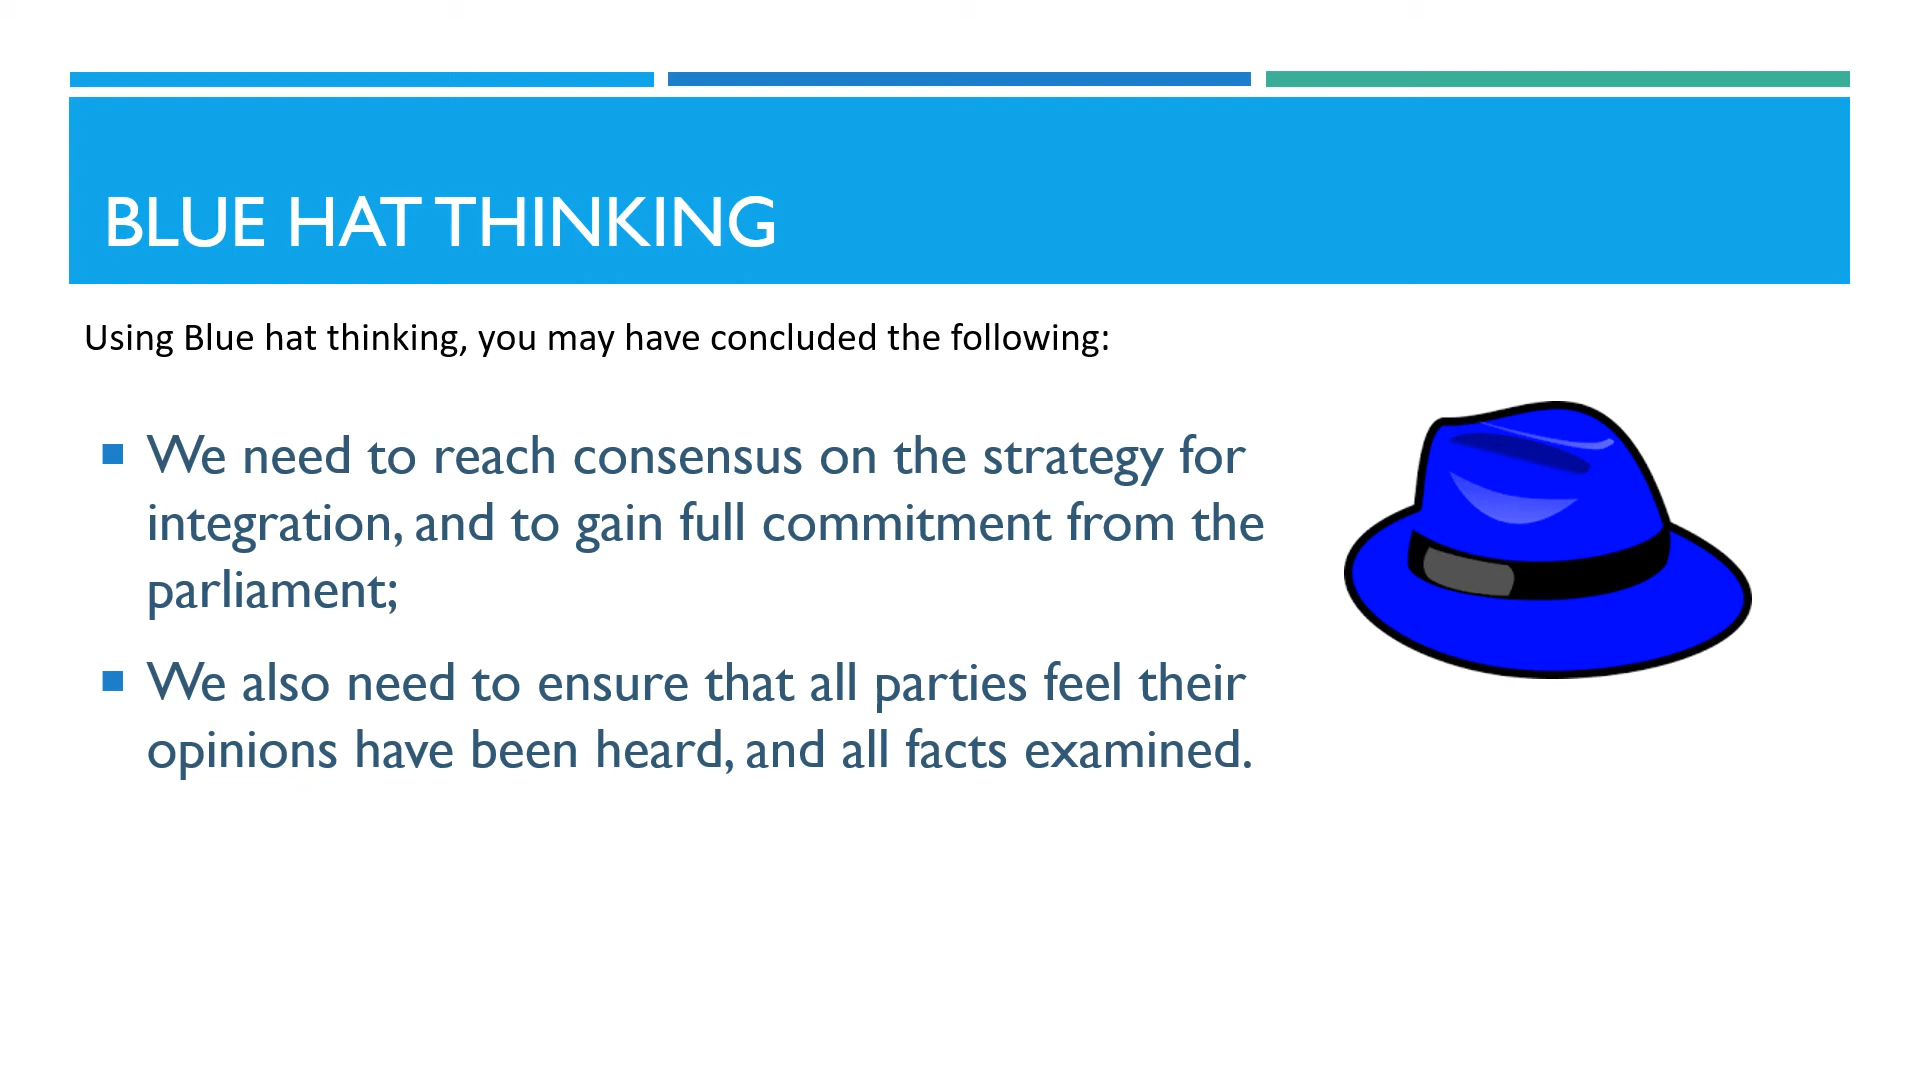 BLUE HAT THINKING
Using Blue hat thinking, you may have concluded the following:
We need to reach consensus on the strategy for
integration, and to gain full commitment from the
parliament;
We also need to ensure that all parties feel their
opinions have been heard, and all facts examined.